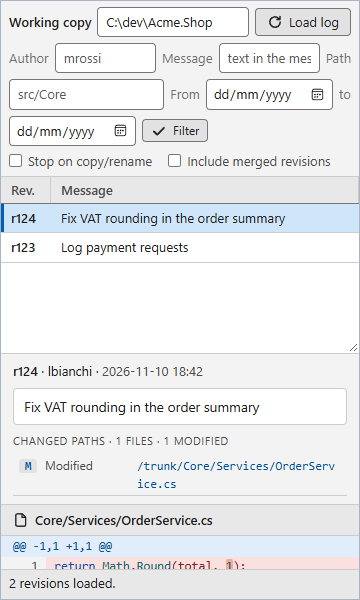 Working copy C:\dev\Acme.Shop Load log
Author mrossi Message text in the mes Path
src/Core From dd/mm/yyyy to
dd/mm/yyyy Filter
Stop on copy/rename Include merged revisions
Rev. Message
r124 Fix VAT rounding in the order summary
r123 Log payment requests
r124 · lbianchi · 2026-11-10 18:42
Fix VAT rounding in the order summary
CHANGED PATHS · 1 FILES · 1 MODIFIED
M Modified /trunk/Core/Services/OrderServ
ice.cs
Core/Services/OrderService.cs
@@ -1,1 +1,1 @@
1 return Math.Round(total, 1);
2 revisions loaded.